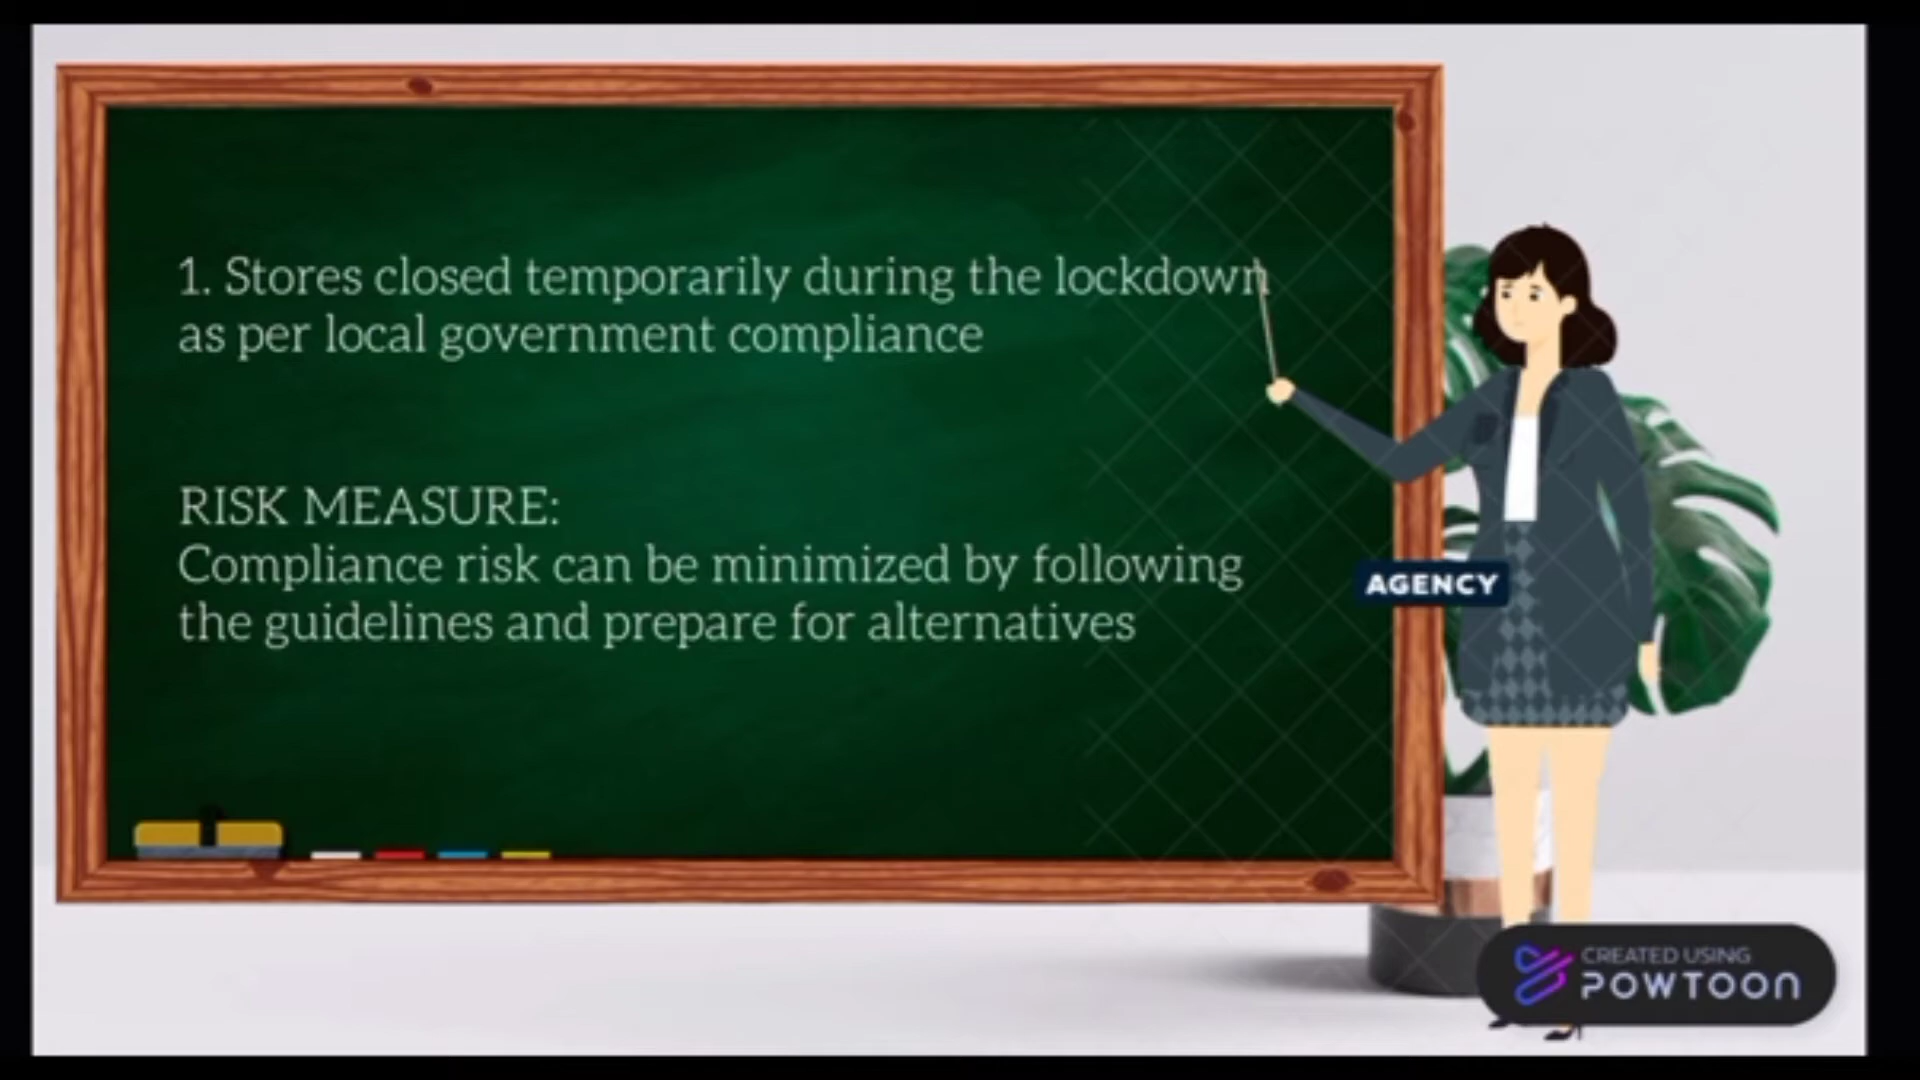 1. Stores closed temporarily during the lockdown
as per local government compliance
RISK MEASURE:
Compliance risk can be minimized by following
the guidelines and prepare for alternatives
AGENCY
CREATED USING
POWTOON